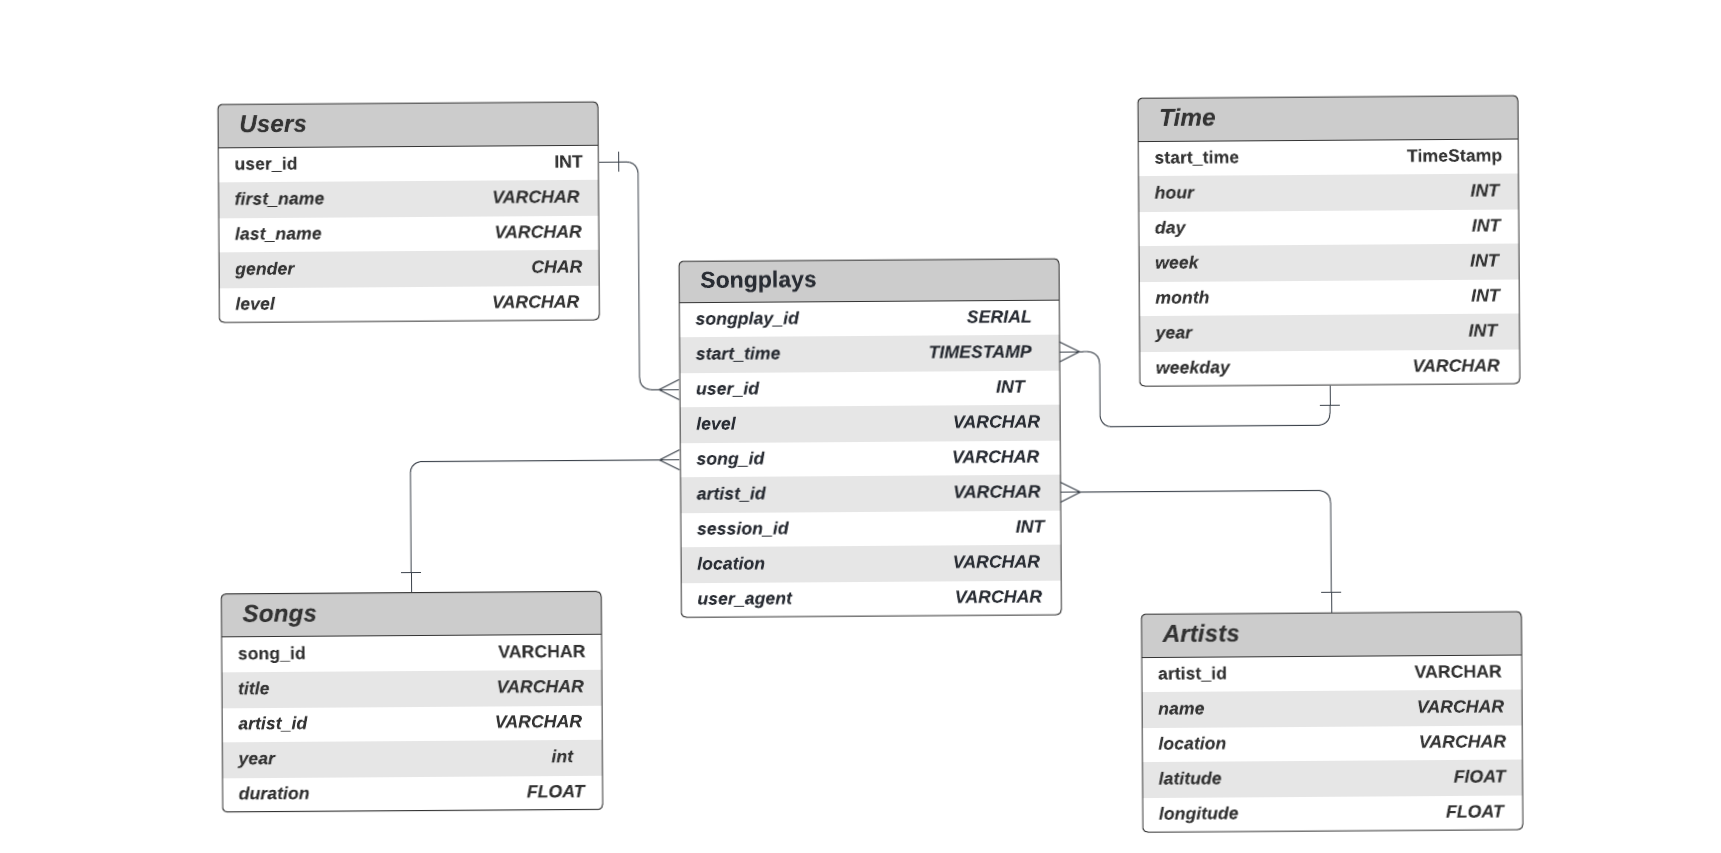 Users
user_id INT
first_name VARCHAR
last_name VARCHAR
gender CHAR
level VARCHAR
Time
start_time TimeStamp
hour INT
day INT
week INT
month INT
year INT
weekday VARCHAR
Songplays
songplay_id SERIAL
start_time TIMESTAMP
user_id INT
level VARCHAR
song_id VARCHAR
artist_id VARCHAR
session_id INT
location VARCHAR
user_agent VARCHAR
Songs
song_id VARCHAR
title VARCHAR
artist_id VARCHAR
year int
duration FLOAT
Artists
artist_id VARCHAR
name VARCHAR
location VARCHAR
latitude FlOAT
longitude FLOAT